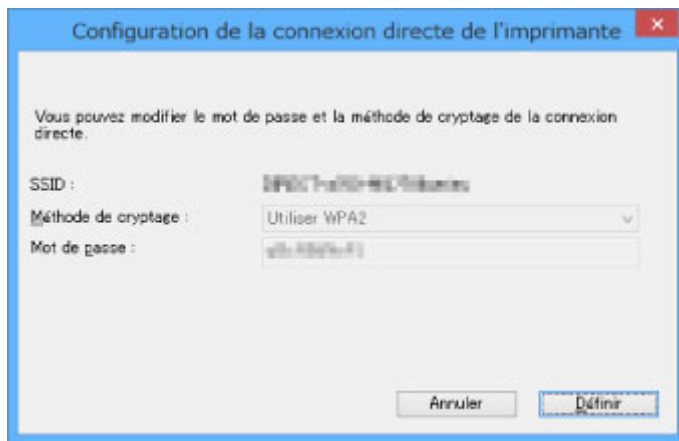 Configuration de la connexion directe de l'imprimante
Vous pouvez modifier le mot de passe et la méthode de cryptage de la connexion
directe.
SSID :
Méthode de cryptage : Utiliser WPA2
Mot de passe :
Annuler Définir